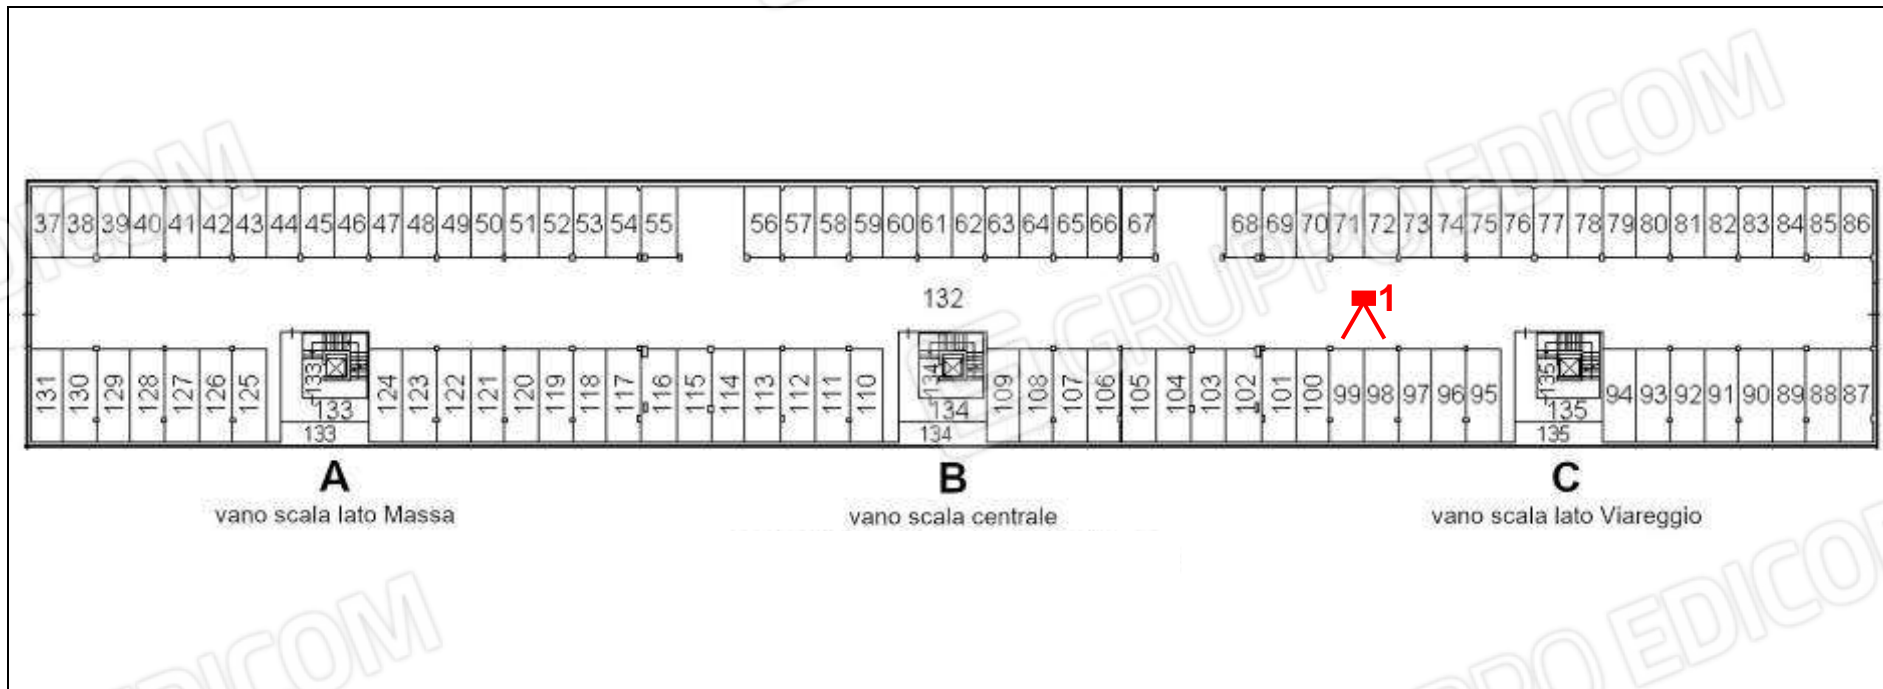 37 38 39 40 41 42 43 44 45 46 47 48 49 50 51 52 53 54 55 56 57 58 59 60 61 62 63 64 65 66 67 68 69 70 71 72 73 74 75 76 77 78 79 80 81 82 83 84 85 86
132
1
131 130 129 128 127 126 125 133 124 123 122 121 120 119 118 117 116 115 114 113 112 111 110 134 109 108 107 106 105 104 103 102 101 100 99 98 97 96 95 135 94 93 92 91 90 89 88 87
133 134 135
133 134 135
A B C
vano scala lato Massa vano scala centrale vano scala lato Viareggio
GRUPPO EDICOM
EDICOM
EDICOM
GRUPPO EDICOM